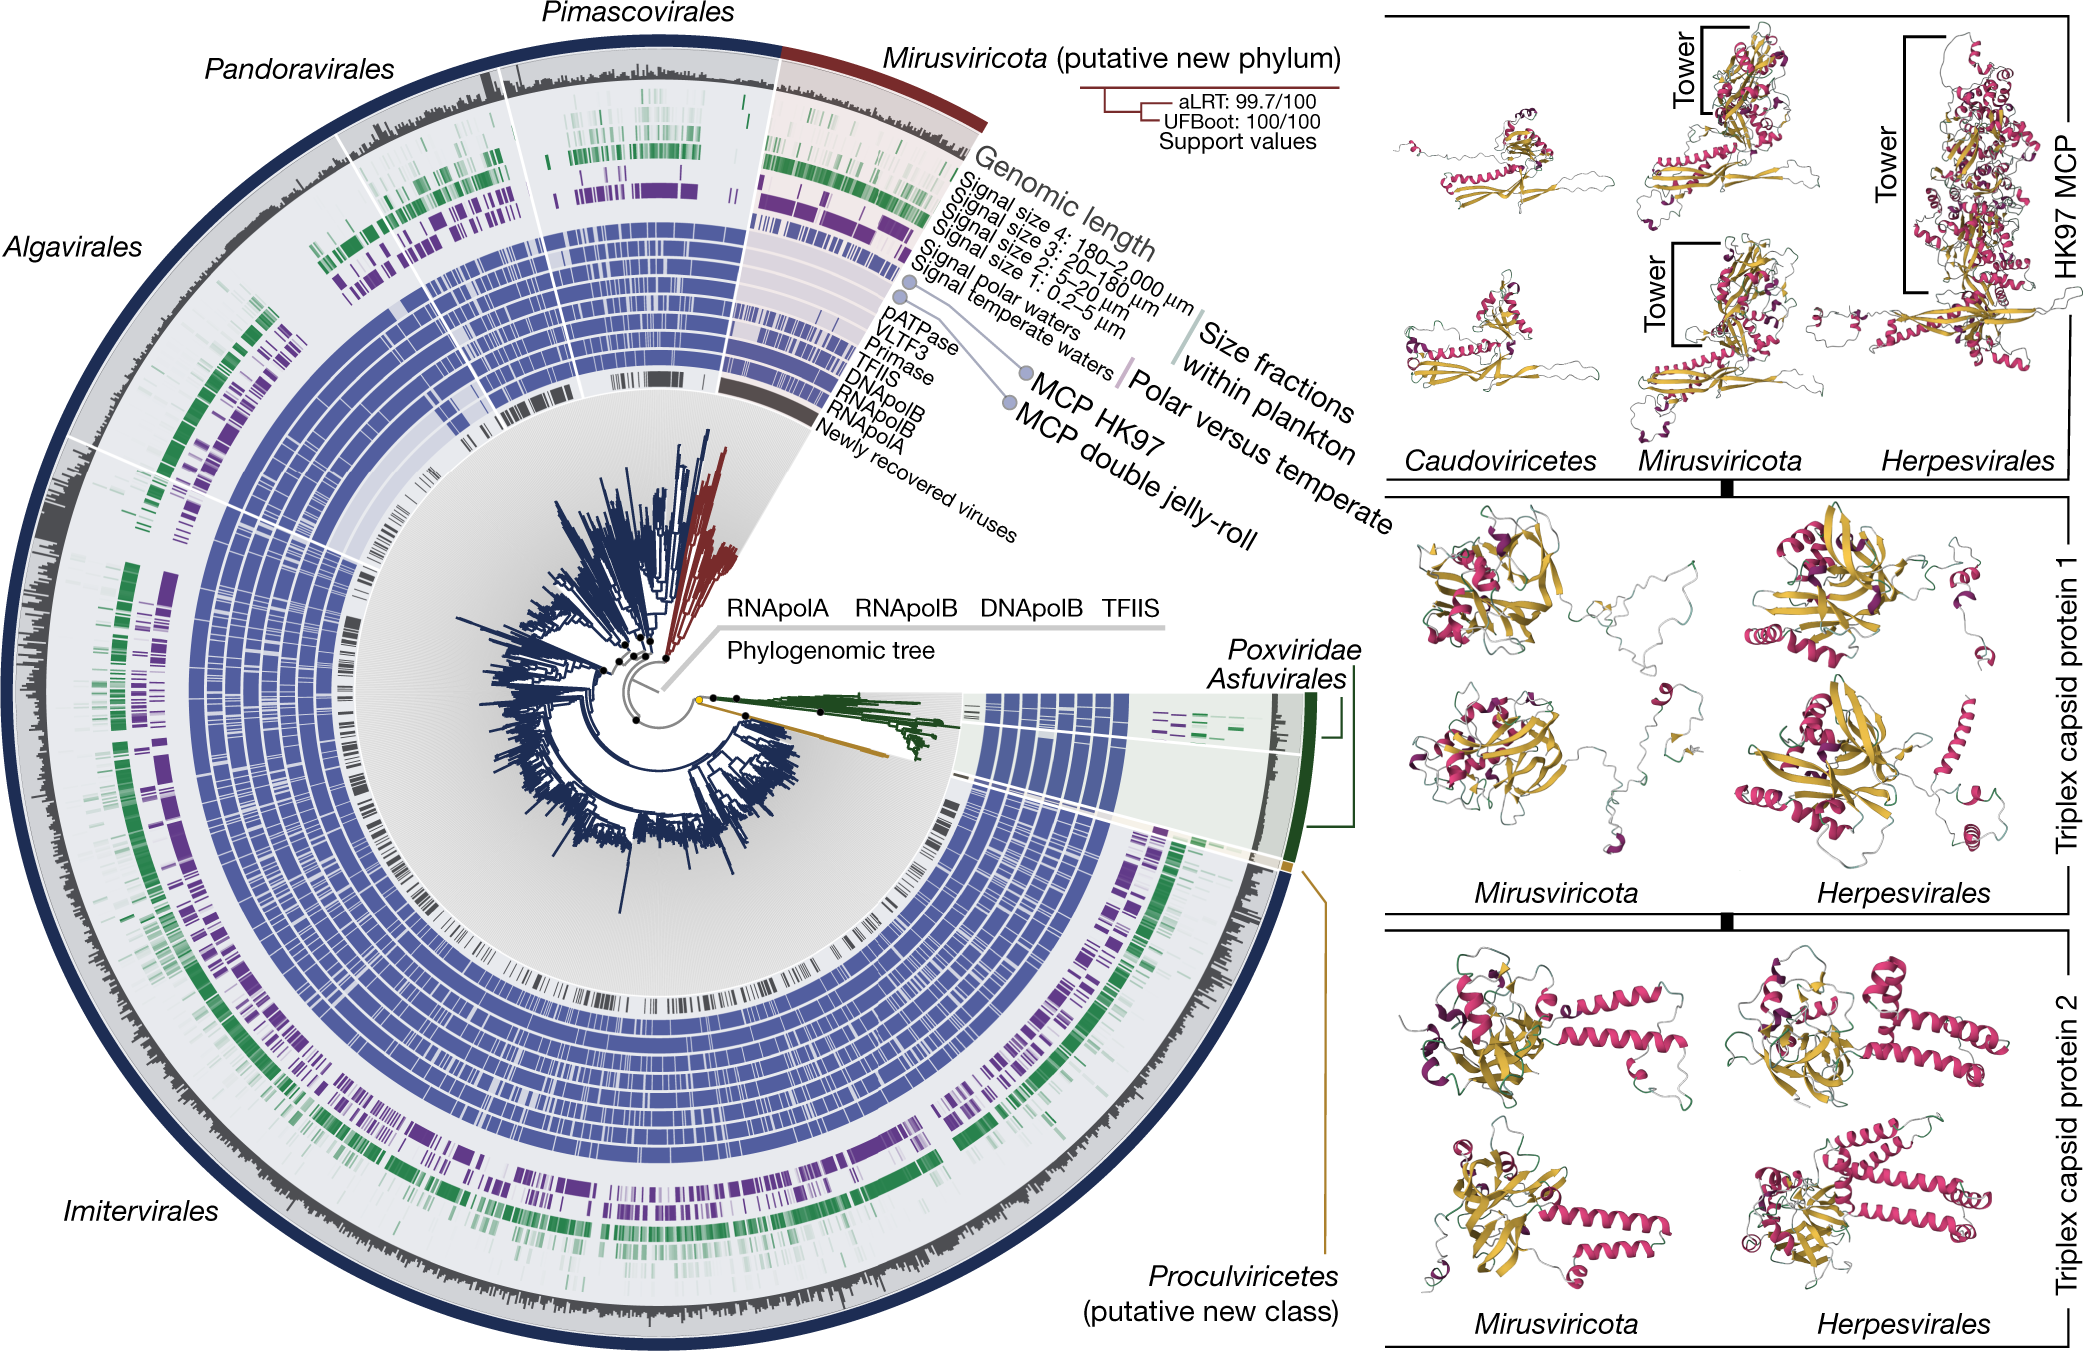 Pimascovirales
Pandoravirales
Algavirales
Imitervirales
Mirusviricota (putative new phylum)
aLRT: 99.7/100
UFBoot: 100/100
Support values
Genomic length
Signal size 4: 180–2,000 μm
Signal size 3: 20–180 μm
Signal size 2: 5–20 μm
Signal size 1: 0.2–5 μm
Signal polar waters
Signal temperate waters
Size fractions
within plankton
Polar versus temperate
MCP HK97
MCP double jelly-roll
pATPase
VLTF3
Primase
TFIIS
DNApolB
RNApolB
RNApolA
Newly recovered viruses
RNApolA RNApolB DNApolB TFIIS
Phylogenomic tree
Poxviridae
Asfuvirales
Proculviricetes
(putative new class)
Tower
Tower
Tower
HK97 MCP
Caudoviricetes Mirusviricota Herpesvirales
Triplex capsid protein 1
Mirusviricota Herpesvirales
Triplex capsid protein 2
Mirusviricota Herpesvirales